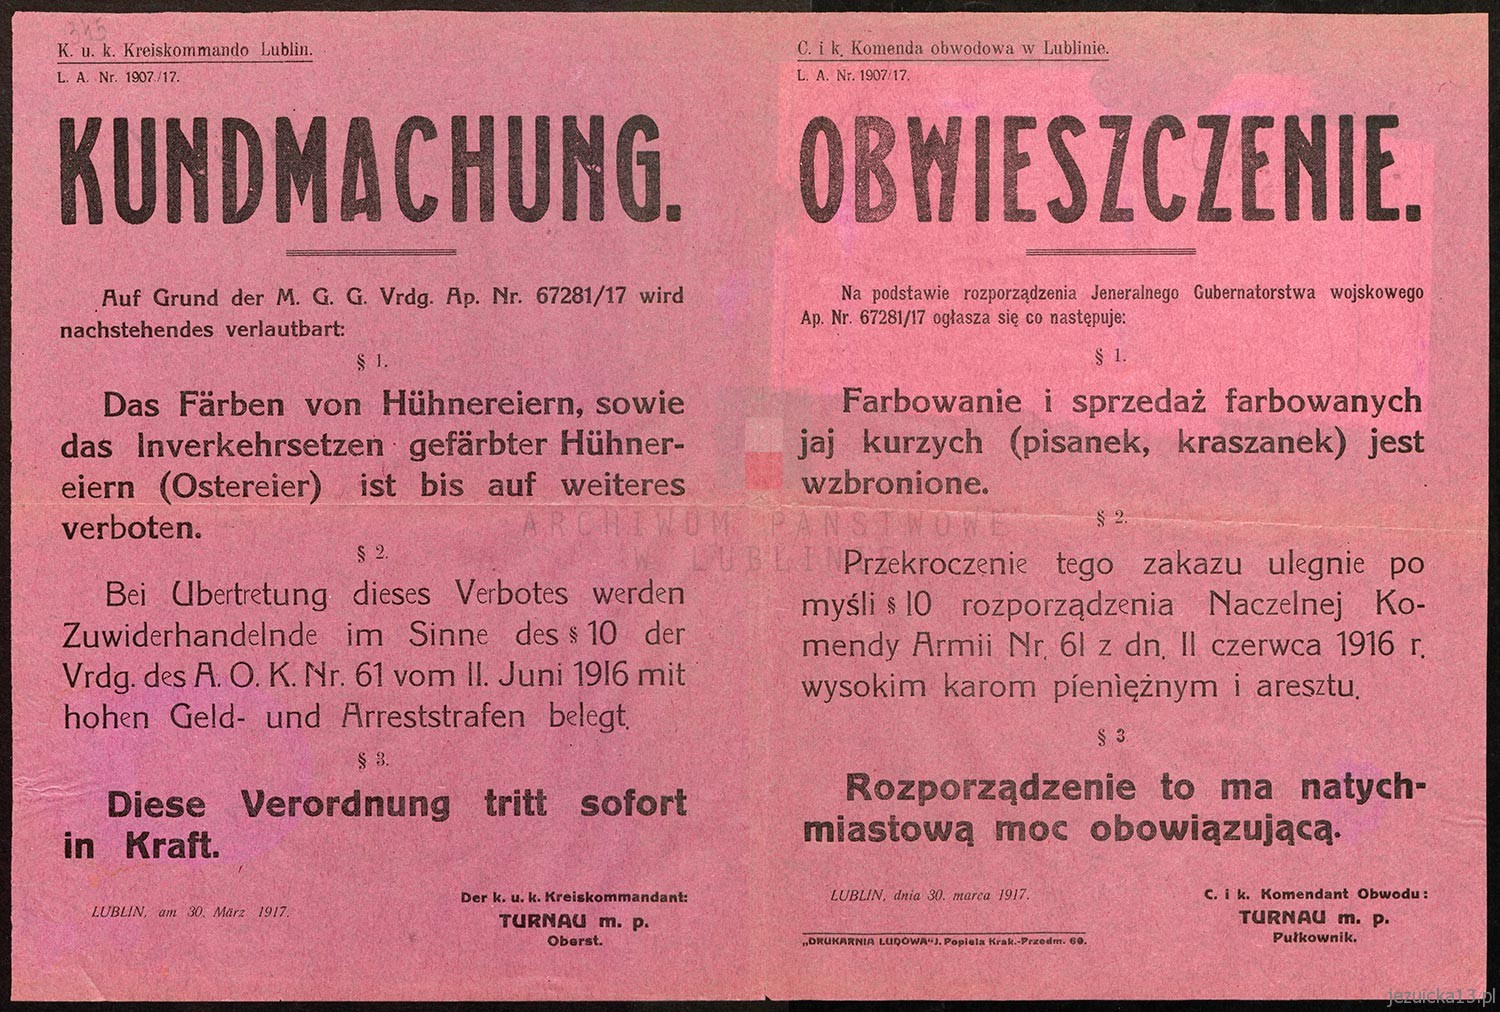 K. u. k. Kreiskommando Lublin.
L. A. Nr. 1907/17.
KUNDMACHUNG.
Auf Grund der M. G. G. Vrdg. Ap. Nr. 67281/17 wird
nachstehendes verlautbart:
§ 1.
Das Färben von Hühnereiern, sowie
das Inverkehrsetzen gefärbter Hühner-
eiern (Ostereier) ist bis auf weiteres
verboten.
§ 2.
Bei Ubertretung dieses Verbotes werden
Zuwiderhandelnde im Sinne des § 10 der
Vrdg. des A. O. K. Nr. 61 vom 11. Juni 1916 mit
hohen Geld- und Arreststrafen belegt.
§ 3.
Diese Verordnung tritt sofort
in Kraft.
LUBLIN, am 30. März 1917.
Der k. u. k. Kreiskommandant:
TURNAU m. p.
Oberst.
C. i k. Komenda obwodowa w Lublinie.
L. A. Nr. 1907/17.
OBWIESZCZENIE.
Na podstawie rozporządzenia Jeneralnego Gubernatorstwa wojskowego
Ap. Nr. 67281/17 ogłasza się co następuje:
§ 1.
Farbowanie i sprzedaż farbowanych
jaj kurzych (pisanek, kraszanek) jest
wzbronione.
§ 2.
Przekroczenie tego zakazu ulegnie po
myśli § 10 rozporządzenia Naczelnej Ko-
mendy Armii Nr. 61 z dn. 11 czerwca 1916 r.
wysokim karom pieniężnym i aresztu.
§ 3
Rozporządzenie to ma natych-
miastową moc obowiązującą.
LUBLIN, dnia 30. marca 1917.
C. i k. Komendant Obwodu:
TURNAU m. p.
Pułkownik.
„DRUKARNIA LUDOWA" J. Popiela Krak.-Przedm. 60.
ARCHIWUM PAŃSTWOWE
W LUBLINIE
jezuicka13.pl